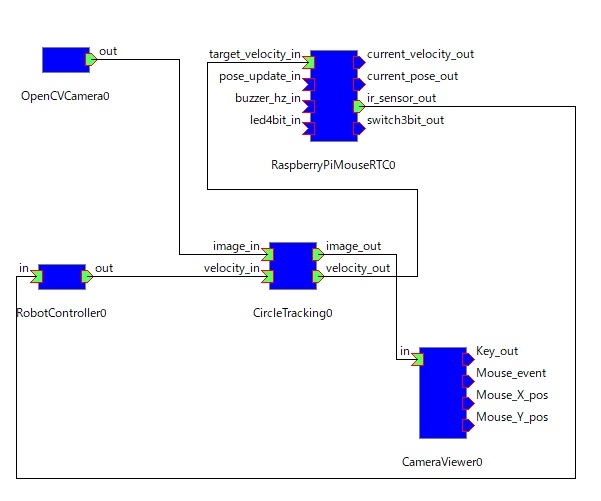 out
OpenCVCamera0
target_velocity_in
pose_update_in
buzzer_hz_in
led4bit_in
current_velocity_out
current_pose_out
ir_sensor_out
switch3bit_out
RaspberryPiMouseRTC0
in
out
RobotController0
image_in
velocity_in
image_out
velocity_out
CircleTracking0
in
Key_out
Mouse_event
Mouse_X_pos
Mouse_Y_pos
CameraViewer0